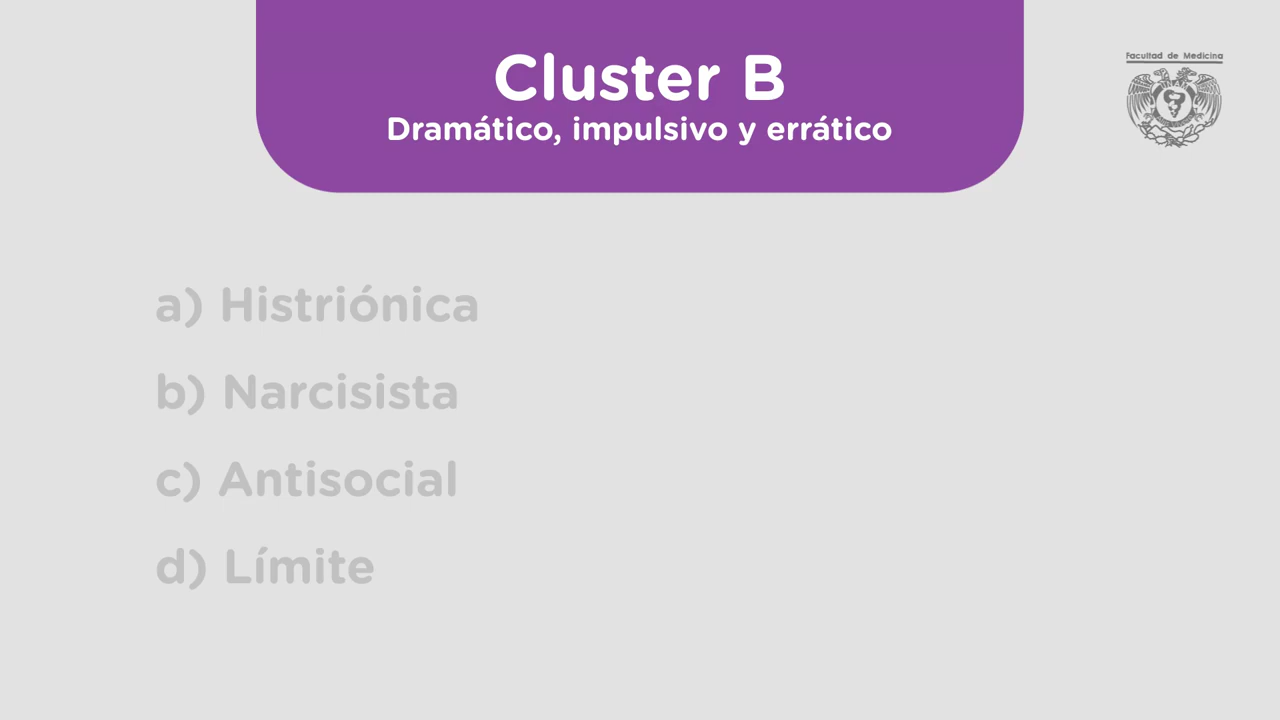 Cluster B
Dramático, impulsivo y errático
Facultad de Medicina
a) Histriónica
b) Narcisista
c) Antisocial
d) Límite